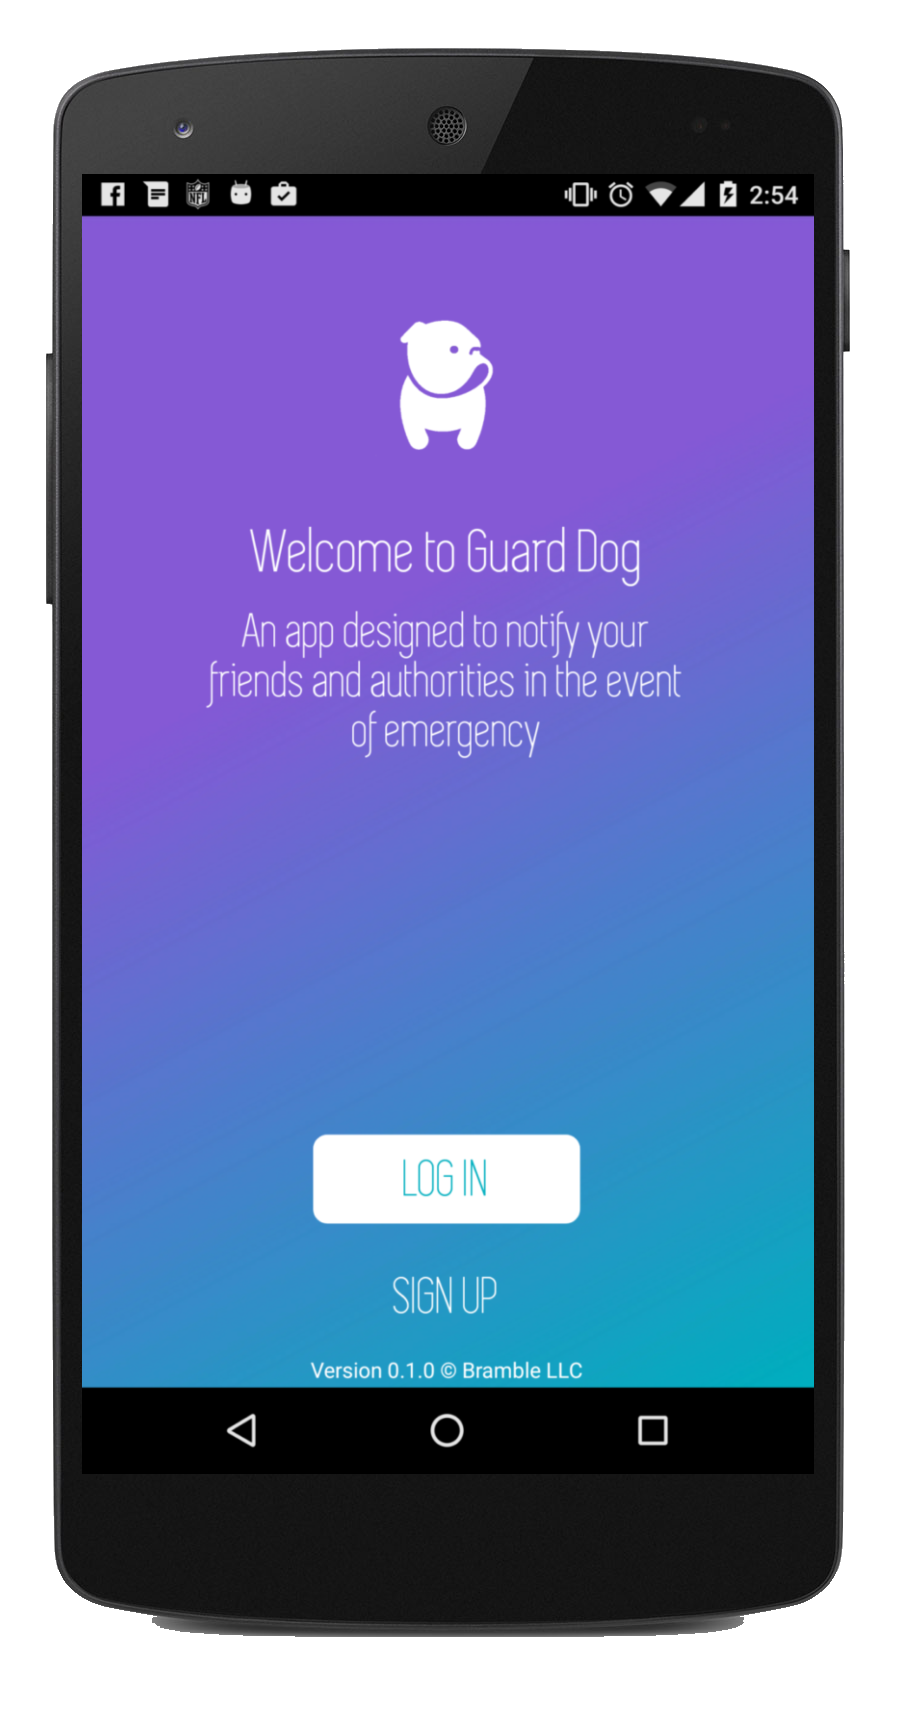 NFL
2:54
Welcome to Guard Dog
An app designed to notify your
friends and authorities in the event
of emergency
LOG IN
SIGN UP
Version 0.1.0 © Bramble LLC